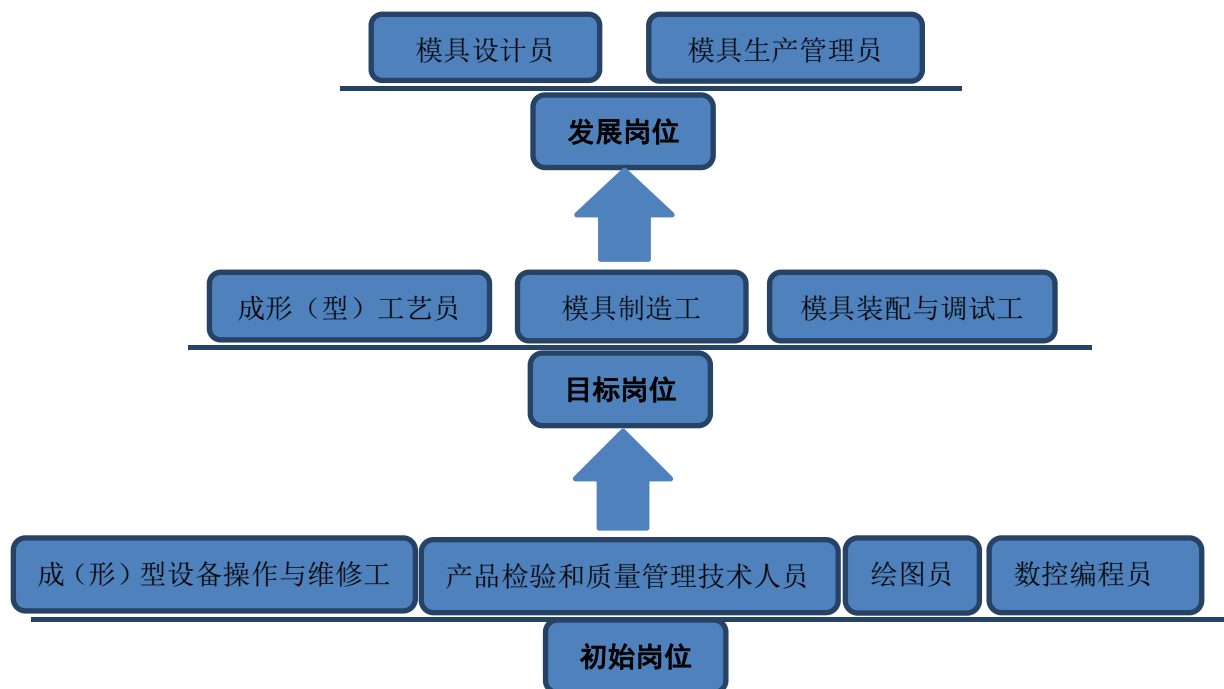 模具设计员
模具生产管理员
发展岗位
成形（型）工艺员
模具制造工
模具装配与调试工
目标岗位
成（形）型设备操作与维修工
产品检验和质量管理技术人员
绘图员
数控编程员
初始岗位